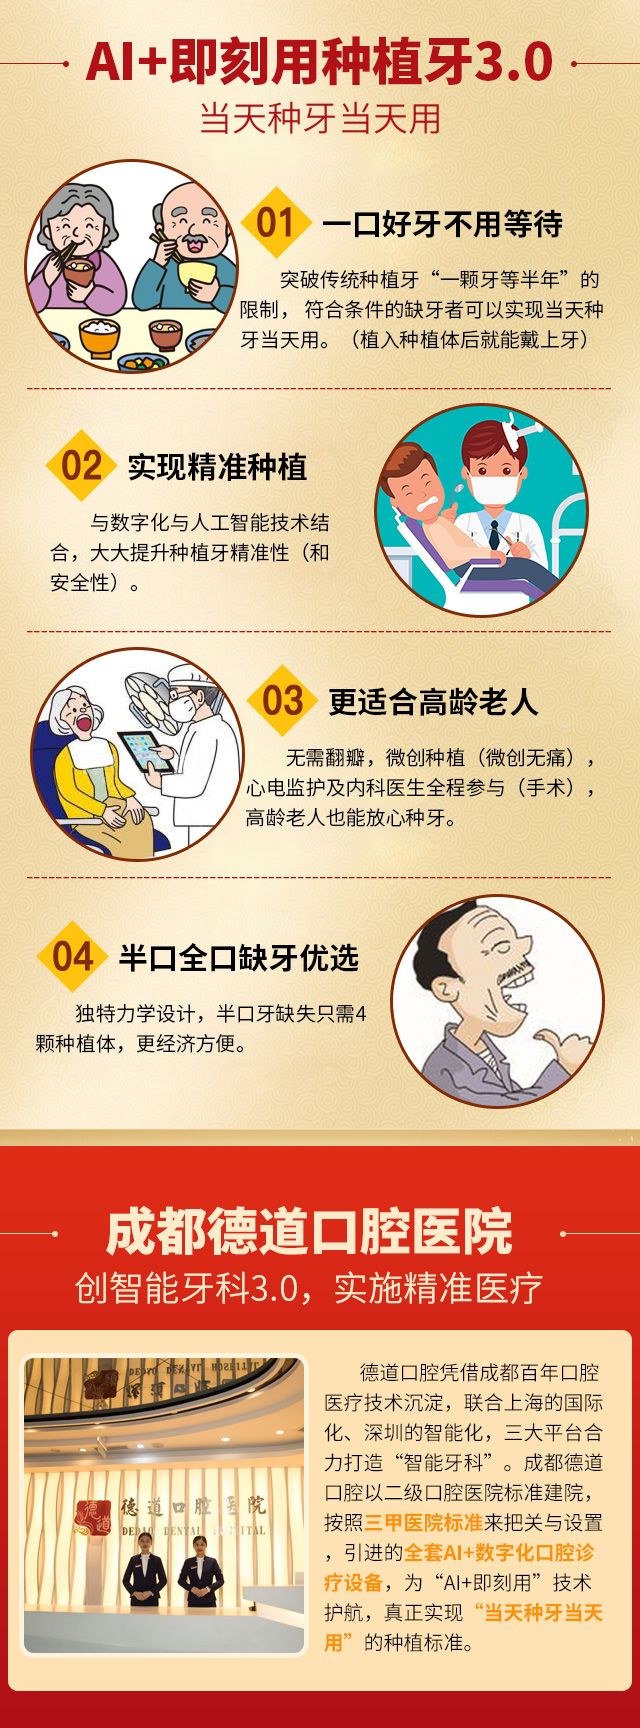 AI+即刻用种植牙3.0
当天种牙当天用
01 一口好牙不用等待
突破传统种植牙“一颗牙等半年”的
限制， 符合条件的缺牙者可以实现当天种
牙当天用。（植入种植体后就能戴上牙）
02 实现精准种植
与数字化与人工智能技术结
合，大大提升种植牙精准性（和
安全性）。
03 更适合高龄老人
无需翻瓣，微创种植（微创无痛），
心电监护及内科医生全程参与（手术），
高龄老人也能放心种牙。
04 半口全口缺牙优选
独特力学设计，半口牙缺失只需4
颗种植体，更经济方便。
成都德道口腔医院
创智能牙科3.0，实施精准医疗
德道口腔医院
DEDAO DENTAL HOSPITAL
德道
德道口腔凭借成都百年口腔
医疗技术沉淀，联合上海的国际
化、深圳的智能化，三大平台合
力打造“智能牙科”。成都德道
口腔以二级口腔医院标准建院，
按照三甲医院标准来把关与设置
，引进的全套AI+数字化口腔诊
疗设备，为“AI+即刻用”技术
护航，真正实现“当天种牙当天
用”的种植标准。